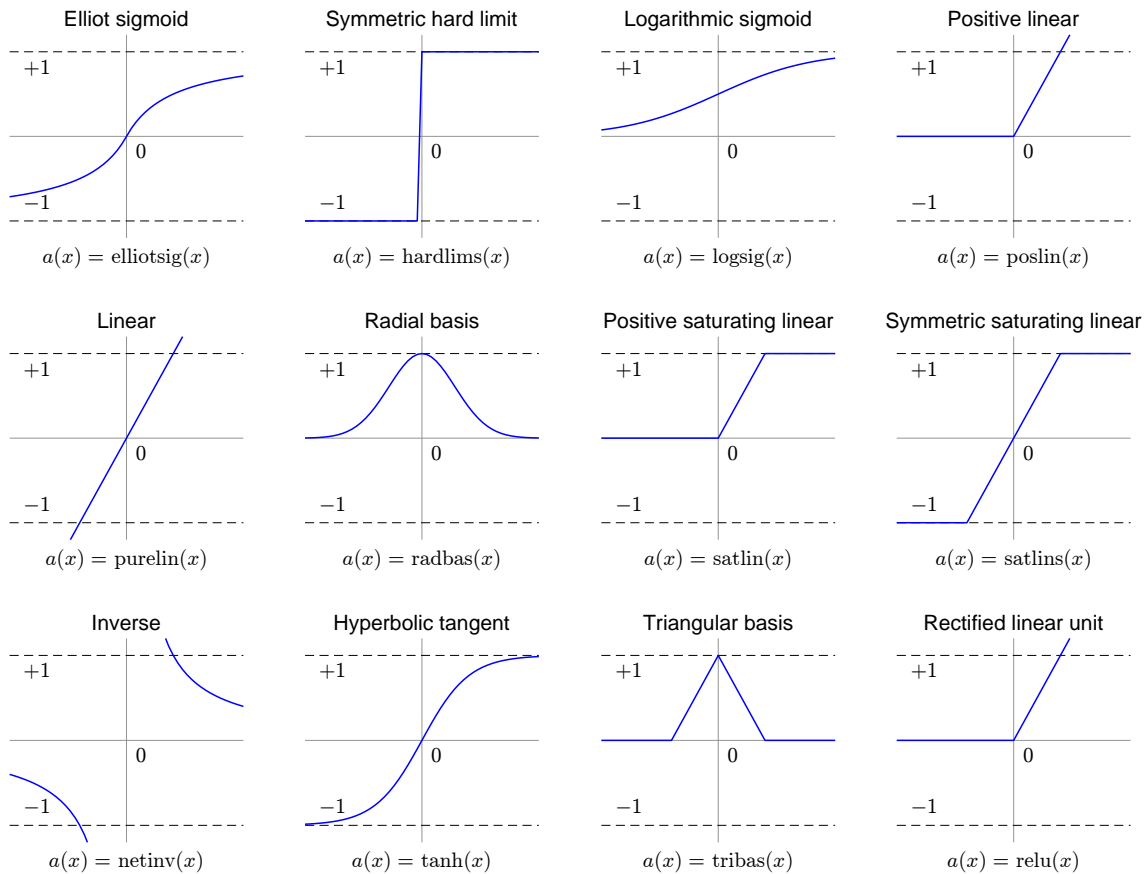 Elliot sigmoid
+1
0
−1
a(x) = elliotsig(x)
Symmetric hard limit
+1
0
−1
a(x) = hardlims(x)
Logarithmic sigmoid
+1
0
−1
a(x) = logsig(x)
Positive linear
+1
0
−1
a(x) = poslin(x)
Linear
+1
0
−1
a(x) = purelin(x)
Radial basis
+1
0
−1
a(x) = radbas(x)
Positive saturating linear
+1
0
−1
a(x) = satlin(x)
Symmetric saturating linear
+1
0
−1
a(x) = satlins(x)
Inverse
+1
0
−1
a(x) = netinv(x)
Hyperbolic tangent
+1
0
−1
a(x) = tanh(x)
Triangular basis
+1
0
−1
a(x) = tribas(x)
Rectified linear unit
+1
0
−1
a(x) = relu(x)